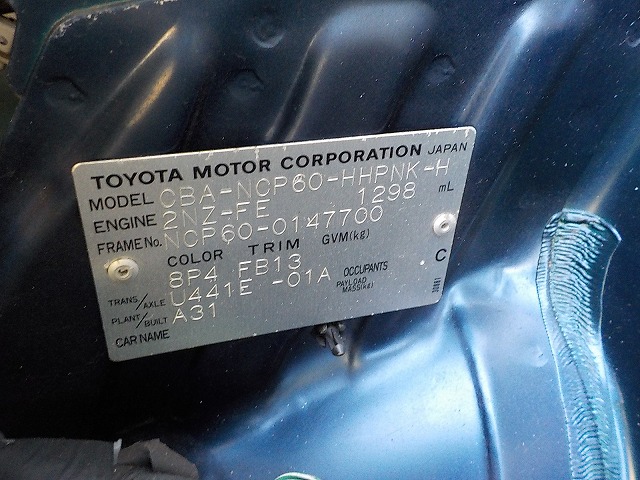 TOYOTA MOTOR CORPORATION JAPAN
MODEL CBA-NCP60-HHPNK-H
ENGINE 2NZ-FE 1298 mL
FRAME No. NCP60-0147700
COLOR TRIM GVM(kg)
8P4 FB13
TRANS/AXLE U441E -01A OCCUPANTS
PAYLOAD MASS(kg)
PLANT/BUILT A31
CAR NAME
C